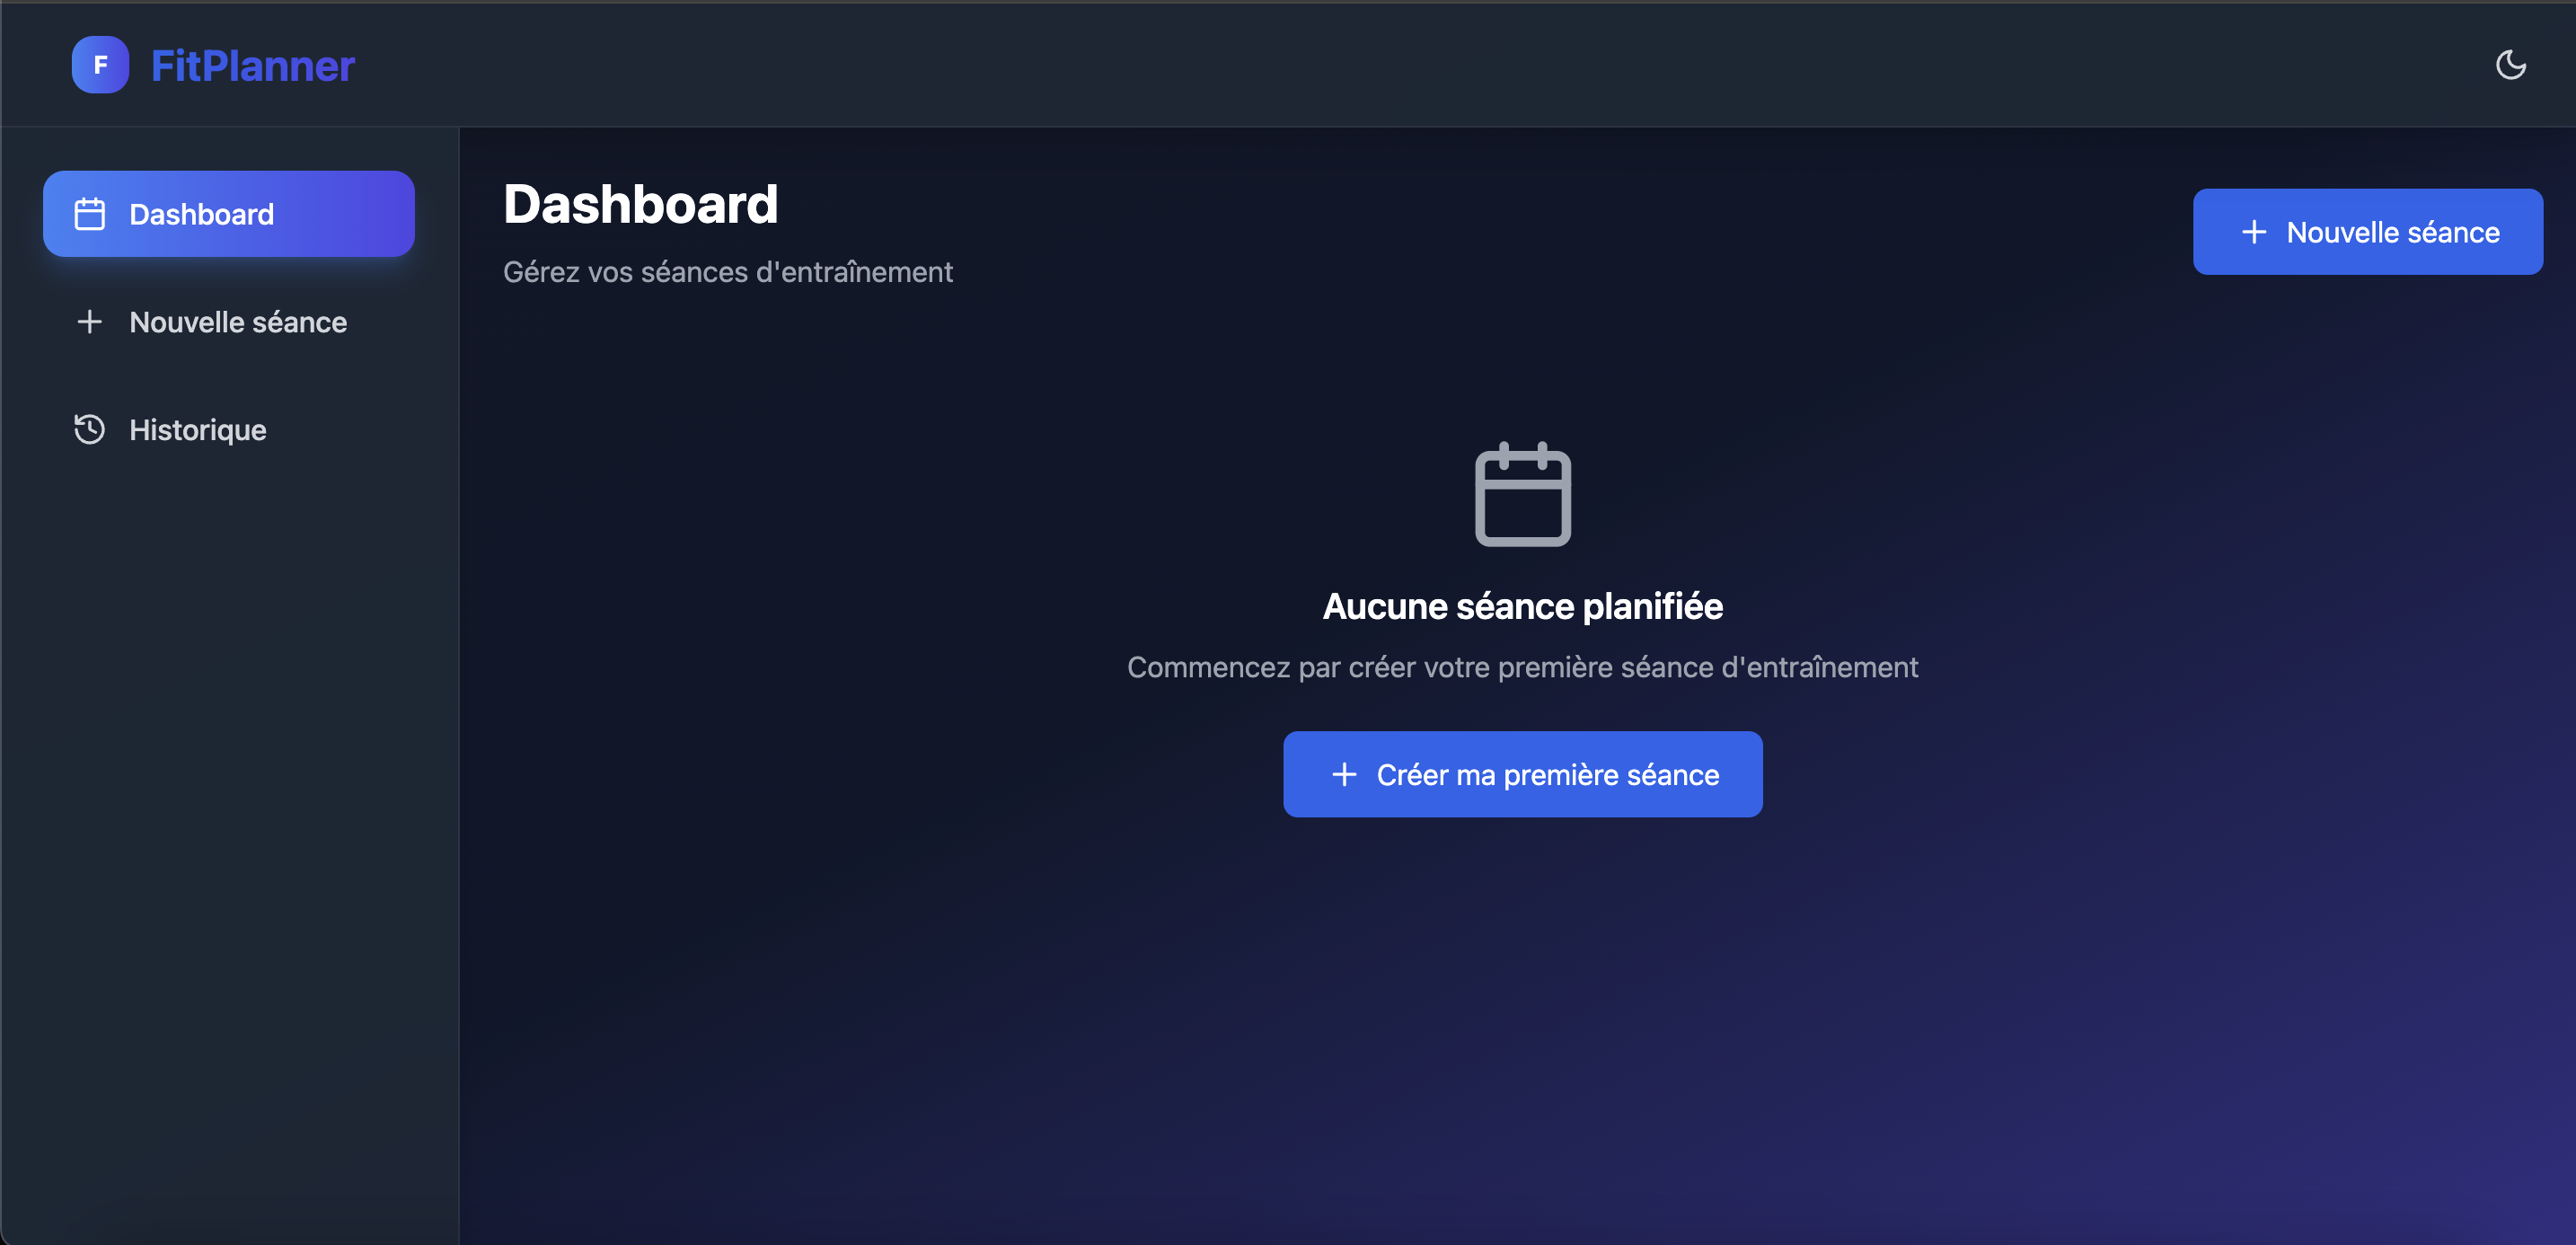 F FitPlanner
Dashboard
Nouvelle séance
Historique
Dashboard
Gérez vos séances d'entraînement
Nouvelle séance
Aucune séance planifiée
Commencez par créer votre première séance d'entraînement
Créer ma première séance